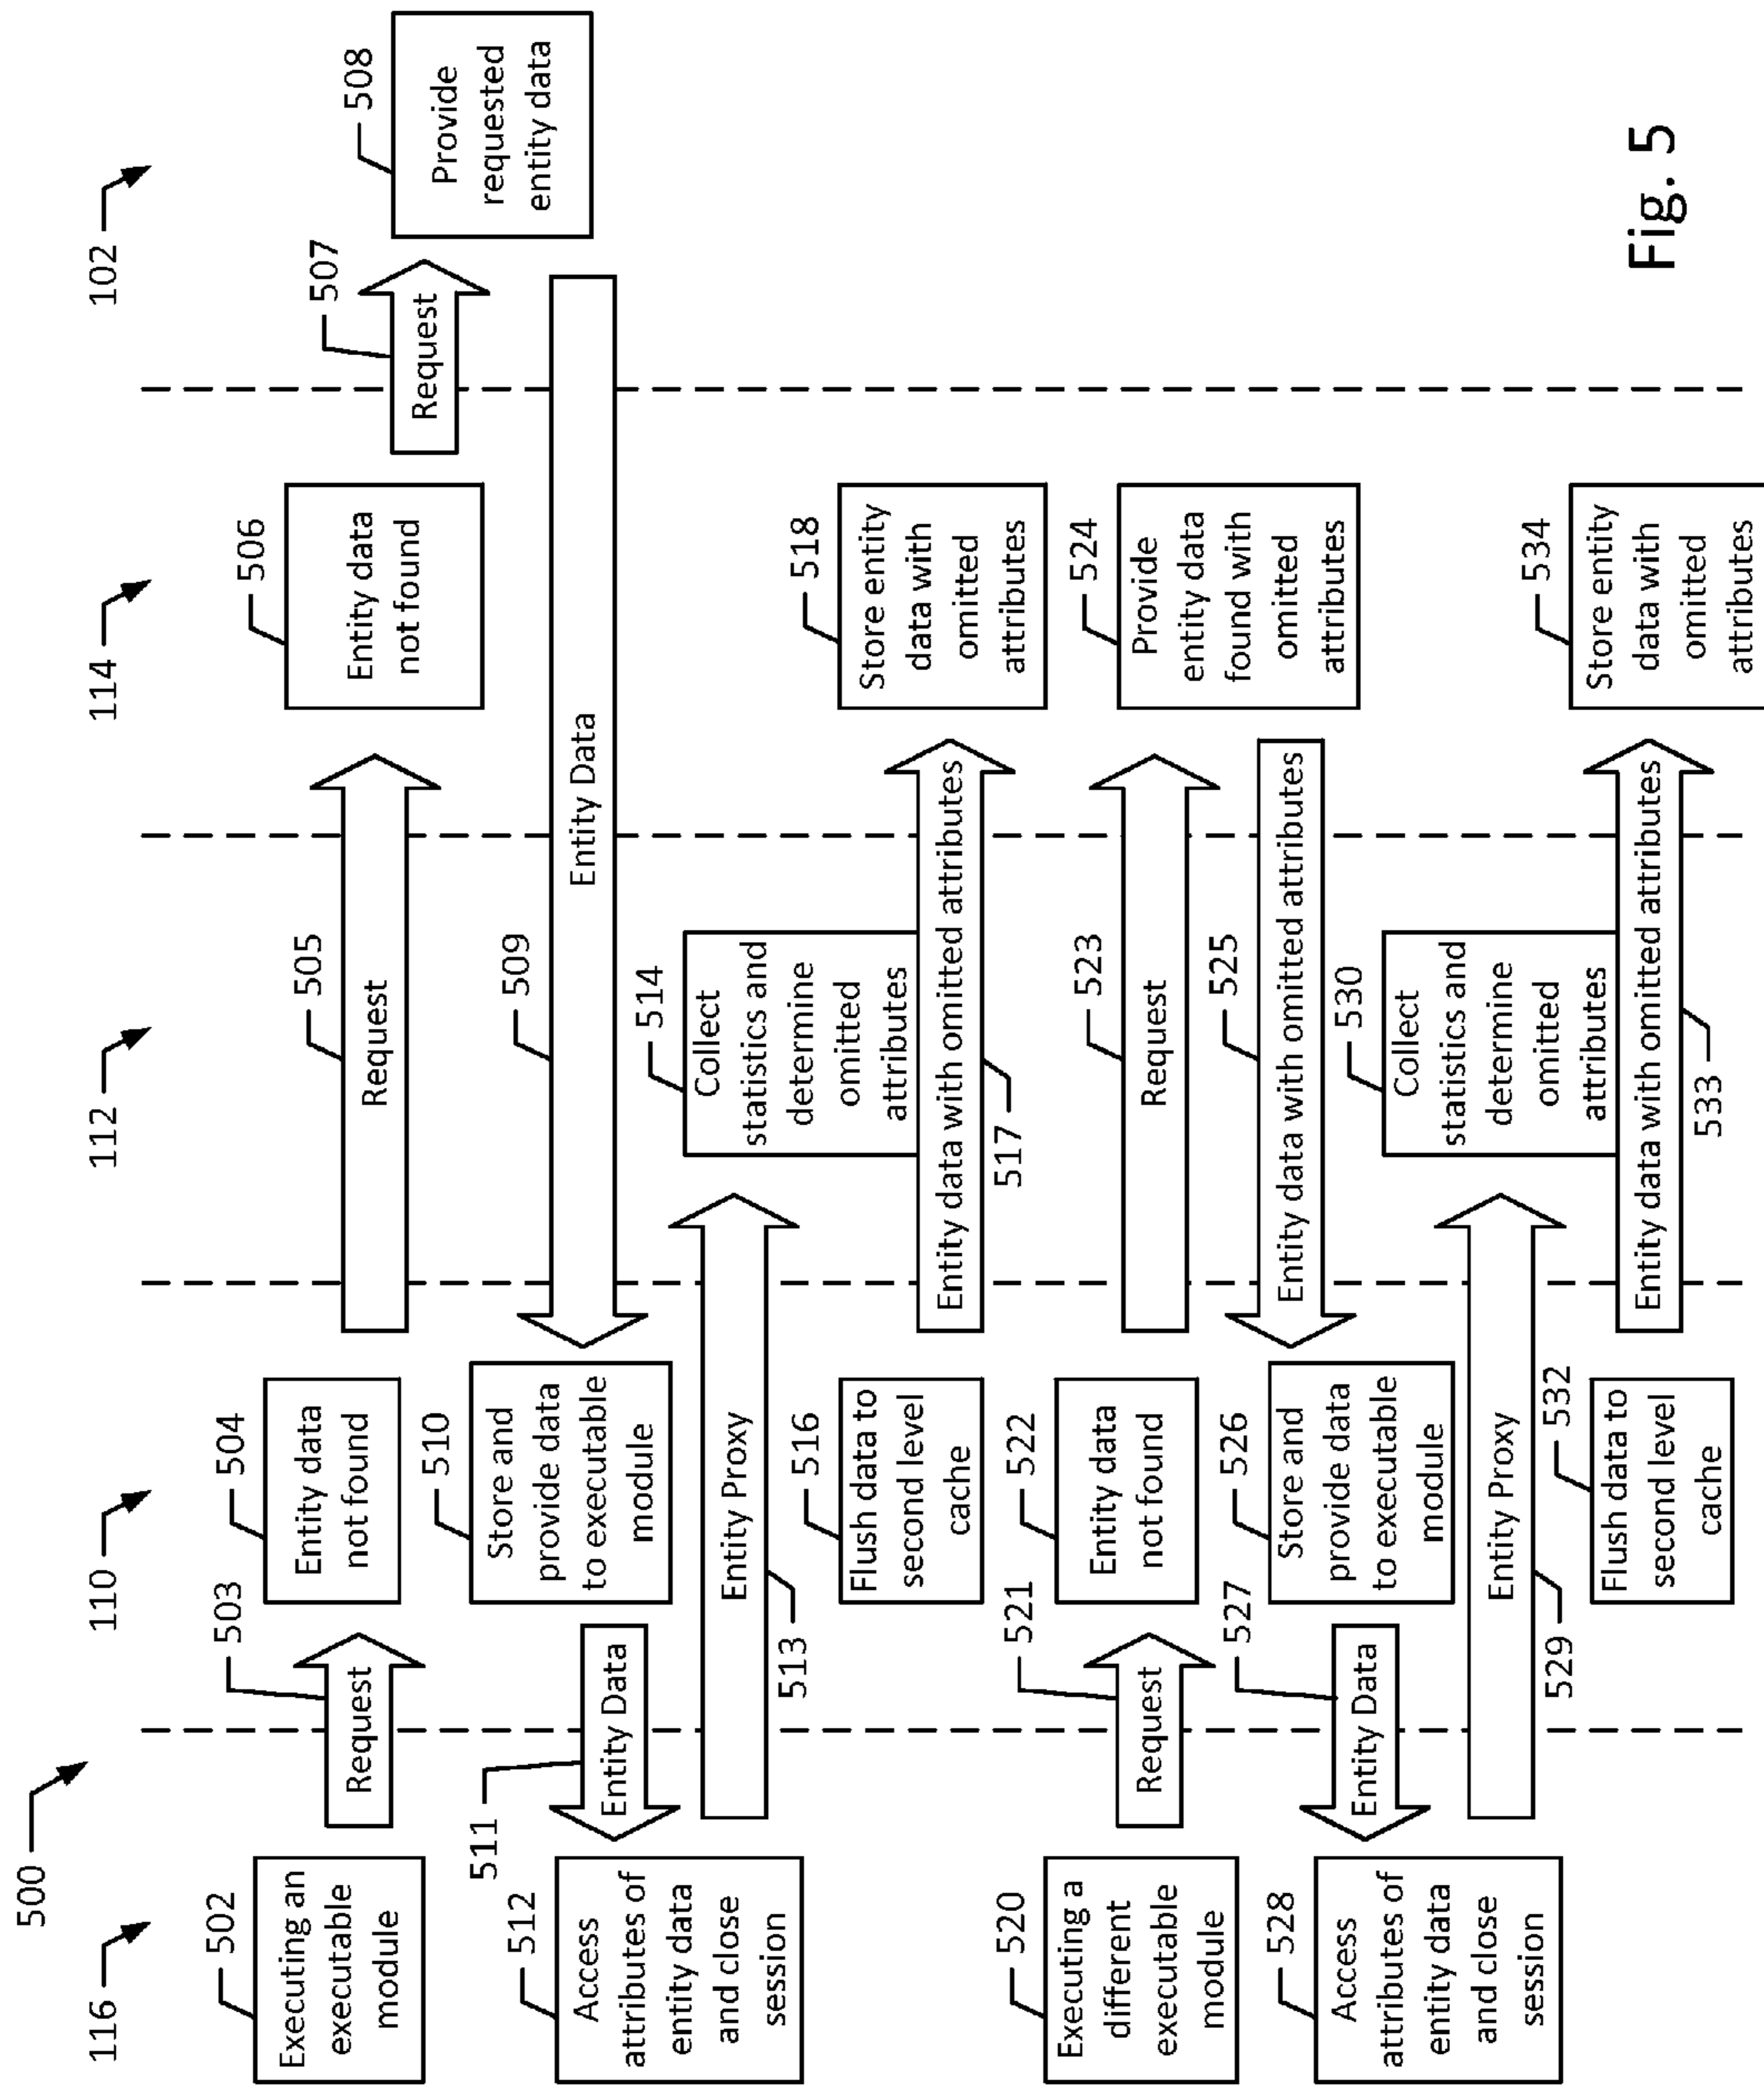 500
116
110
112
114
102
502
Executing an
executable
module
503
Request
504
Entity data
not found
505
Request
506
Entity data
not found
507
Request
508
Provide
requested
entity data
509
Entity Data
510
Store and
provide data
to executable
module
511
Entity Data
512
Access
attributes of
entity data
and close
session
513
Entity Proxy
514
Collect
statistics and
determine
omitted
attributes
516
Flush data to
second level
cache
517
Entity data with omitted attributes
518
Store entity
data with
omitted
attributes
520
Executing a
different
executable
module
521
Request
522
Entity data
not found
523
Request
524
Provide
entity data
found with
omitted
attributes
525
Entity data with omitted attributes
526
Store and
provide data
to executable
module
527
Entity Data
528
Access
attributes of
entity data
and close
session
529
Entity Proxy
530
Collect
statistics and
determine
omitted
attributes
532
Flush data to
second level
cache
533
Entity data with omitted attributes
534
Store entity
data with
omitted
attributes
Fig. 5